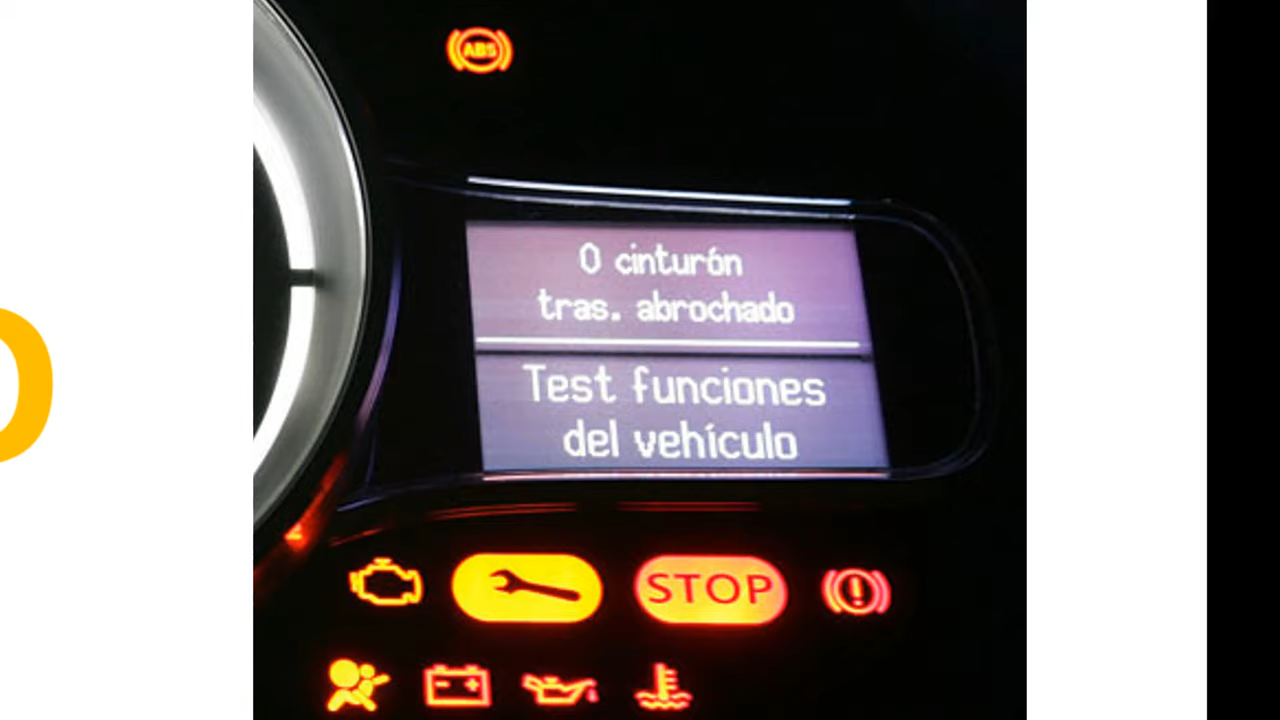 ABS
0 cinturón
tras. abrochado
Test funciones
del vehículo
STOP